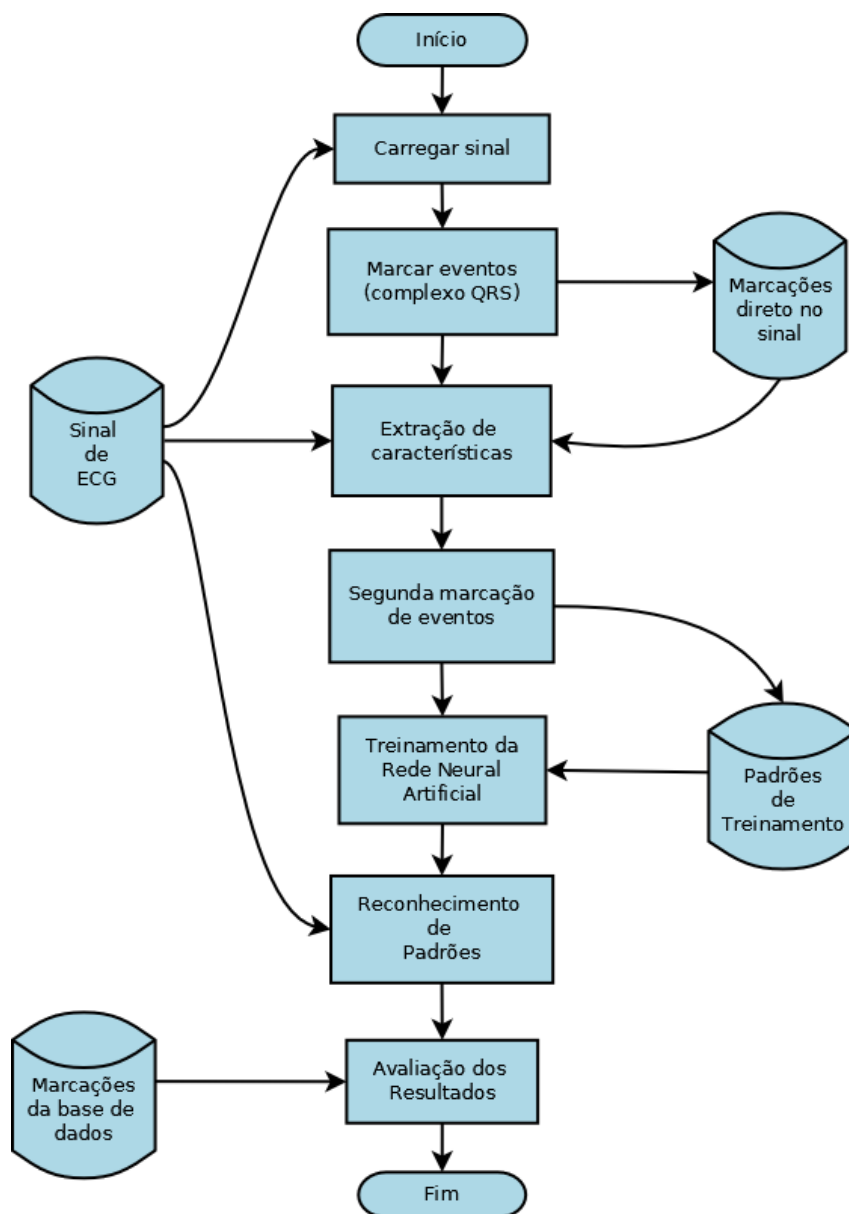 Início
Carregar sinal
Marcar eventos
(complexo QRS)
Marcações
direto no
sinal
Sinal
de
ECG
Extração de
características
Segunda marcação
de eventos
Treinamento da
Rede Neural
Artificial
Padrões
de
Treinamento
Reconhecimento
de
Padrões
Marcações
da base de
dados
Avaliação dos
Resultados
Fim